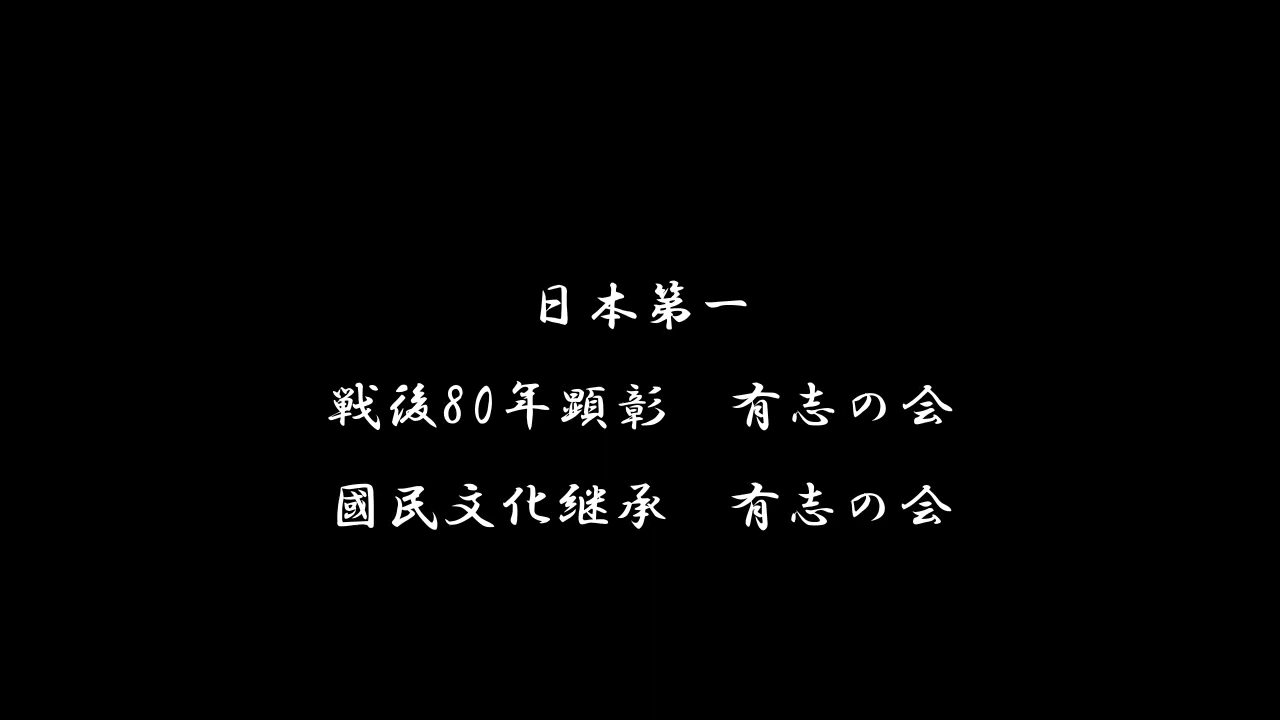 日本第一
戦後80年顕彰　有志の会
國民文化継承　有志の会